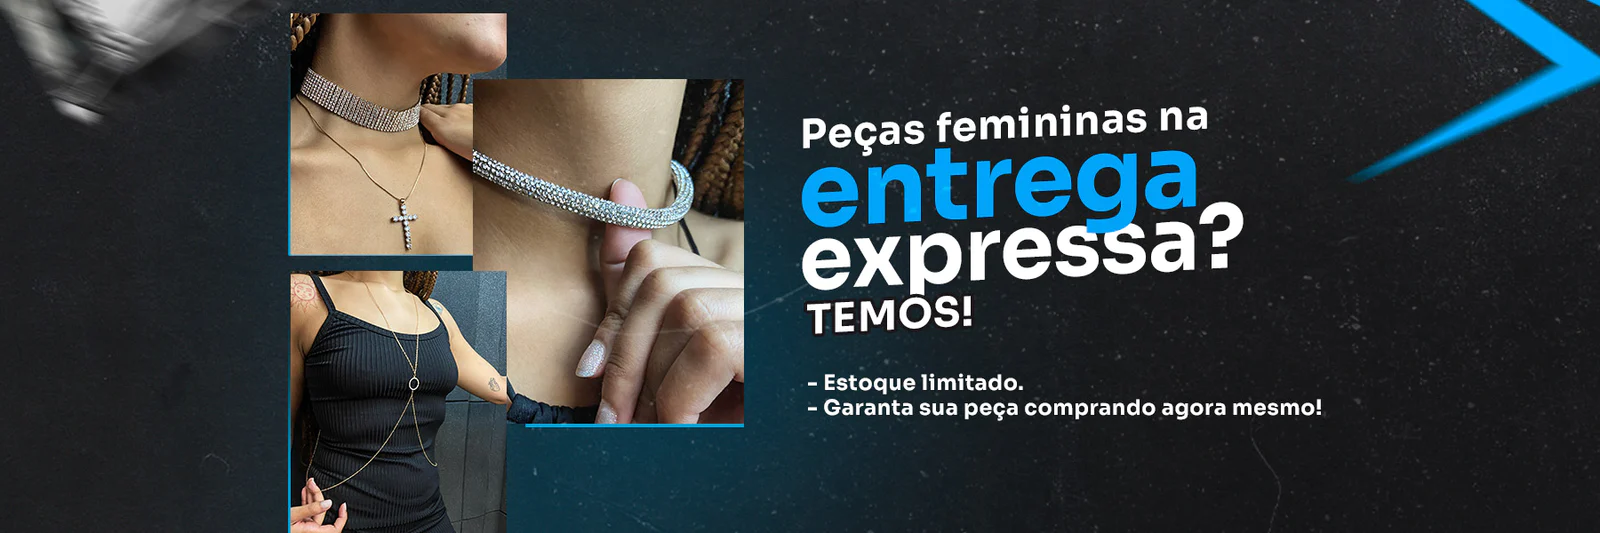 Peças femininas na
entrega
expressa?
TEMOS!
- Estoque limitado.
- Garanta sua peça comprando agora mesmo!